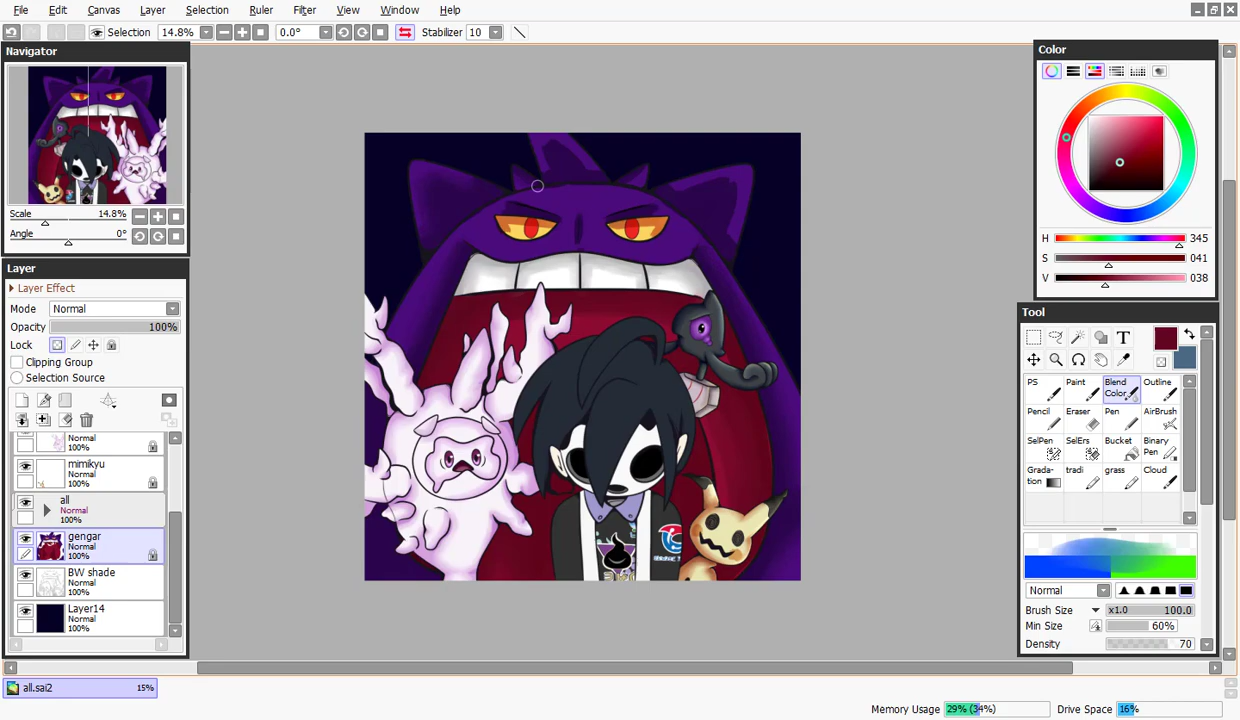 File Edit Canvas Layer Selection Ruler Filter View Window Help
Selection 14.8% 0.0° Stabilizer 10
Navigator
Scale 14.8%
Angle 0°
Layer
Layer Effect
Mode Normal
Opacity 100%
Lock
Clipping Group
Selection Source
Normal
100%
mimikyu
Normal
100%
all
Normal
100%
gengar
Normal
100%
BW shade
Normal
100%
Layer14
Normal
100%
Color
H 345
S 041
V 038
Tool
T
PS Paint Blend Color Outline
Pencil Eraser Pen AirBrush
SelPen SelErs Bucket Binary Pen
Grada-tion tradi grass Cloud
Normal
Brush Size x1.0 100.0
Min Size 60%
Density 70
all.sai2 15%
Memory Usage 29% (34%) Drive Space 16%